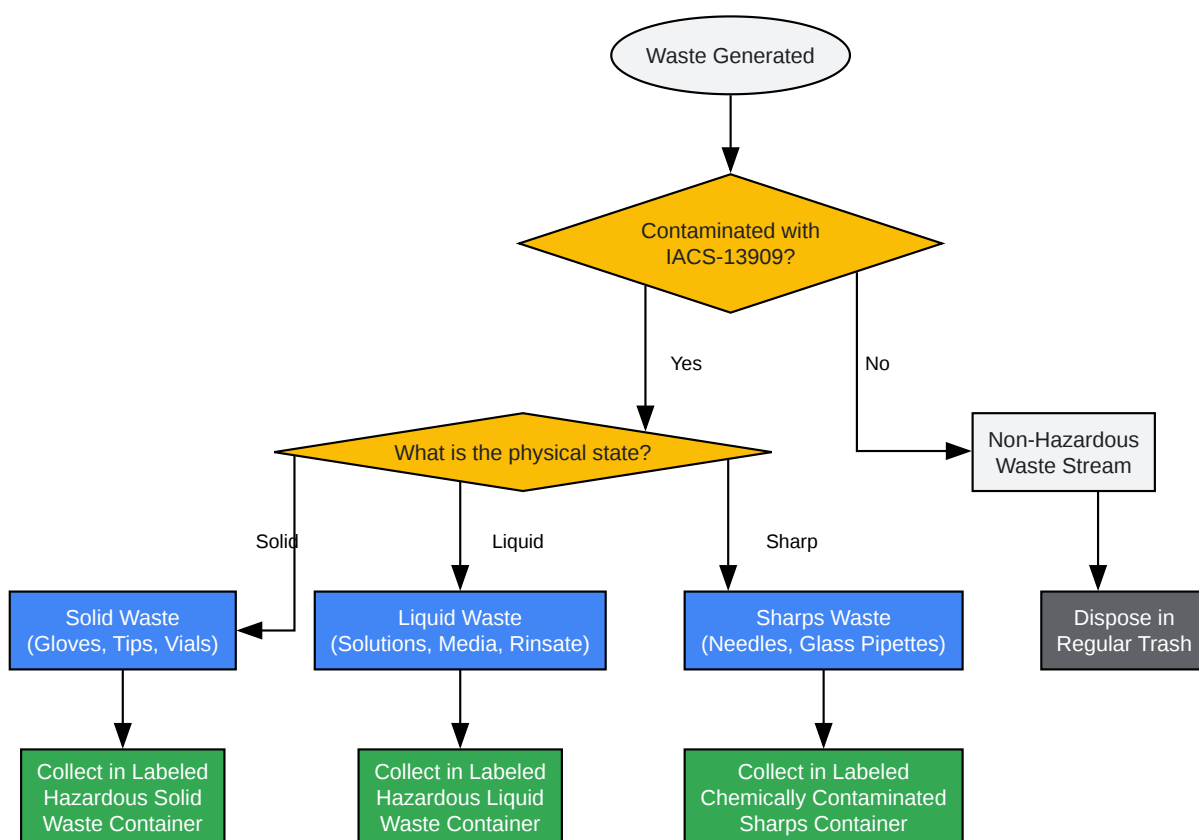 Waste Generated
Contaminated with
IACS-13909?
Yes
No
What is the physical state?
Non-Hazardous
Waste Stream
Solid
Liquid
Sharp
Solid Waste
(Gloves, Tips, Vials)
Liquid Waste
(Solutions, Media, Rinsate)
Sharps Waste
(Needles, Glass Pipettes)
Dispose in
Regular Trash
Collect in Labeled
Hazardous Solid
Waste Container
Collect in Labeled
Hazardous Liquid
Waste Container
Collect in Labeled
Chemically Contaminated
Sharps Container